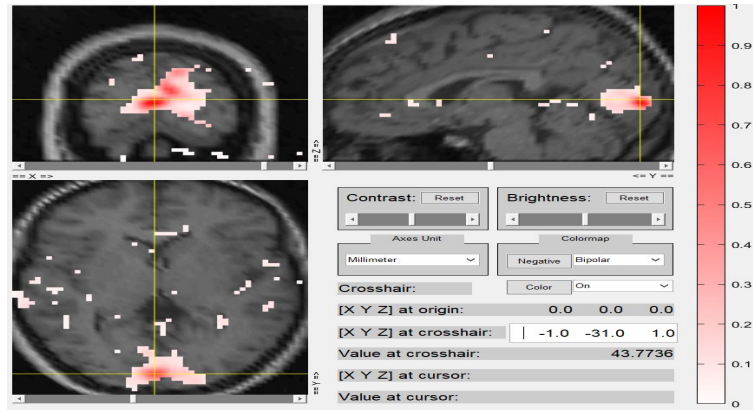 == X =>
== Z =>
<= Y ==
== Y =>
Contrast: Reset
Brightness: Reset
Axes Unit
Millimeter
Colormap
Negative Bipolar
Crosshair:
Color On
[X Y Z] at origin: 0.0 0.0 0.0
[X Y Z] at crosshair: -1.0 -31.0 1.0
Value at crosshair: 43.7736
[X Y Z] at cursor:
Value at cursor:
1
0.9
0.8
0.7
0.6
0.5
0.4
0.3
0.2
0.1
0